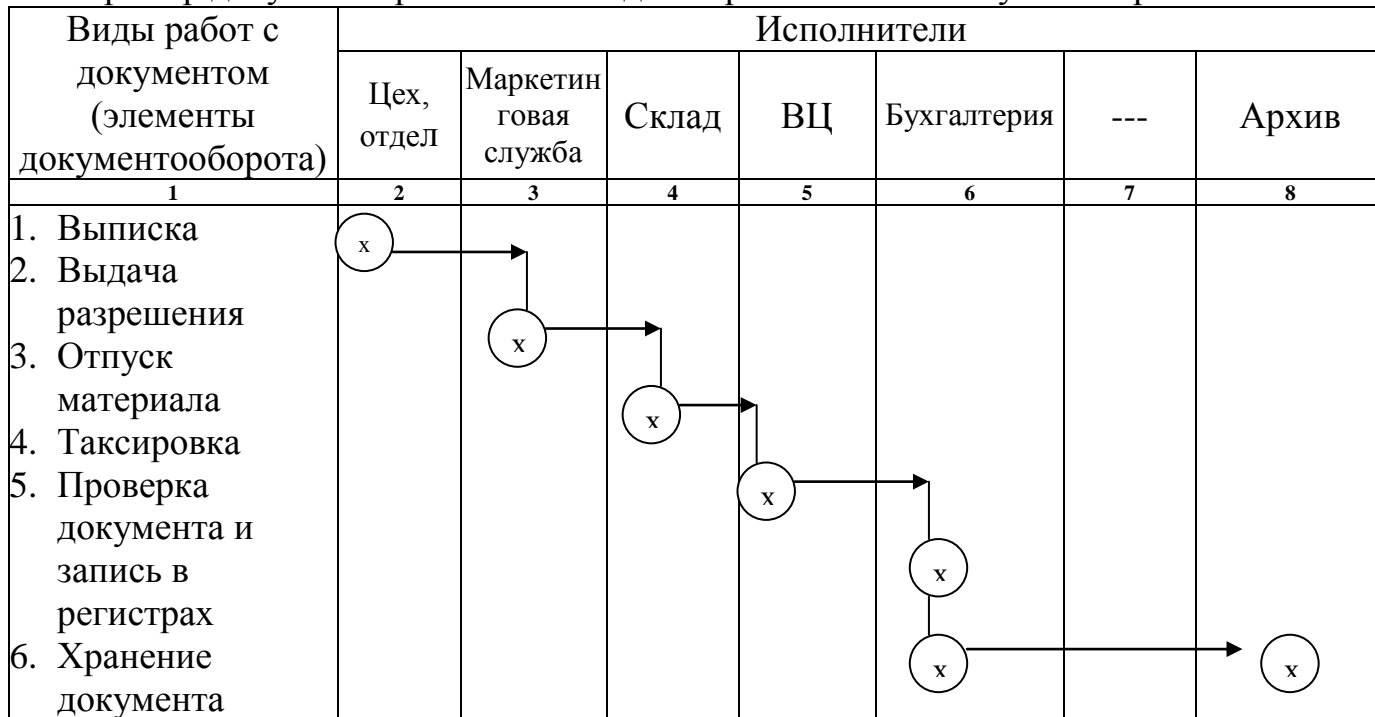 Виды работ с
документом
(элементы
документооборота)
Исполнители
Цех,
отдел
Маркетин
говая
служба
Склад
ВЦ
Бухгалтерия
---
Архив
1 2 3 4 5 6 7 8
1. Выписка
2. Выдача
разрешения
3. Отпуск
материала
4. Таксировка
5. Проверка
документа и
запись в
регистрах
6. Хранение
документа
х
х
х
х
х
х
х